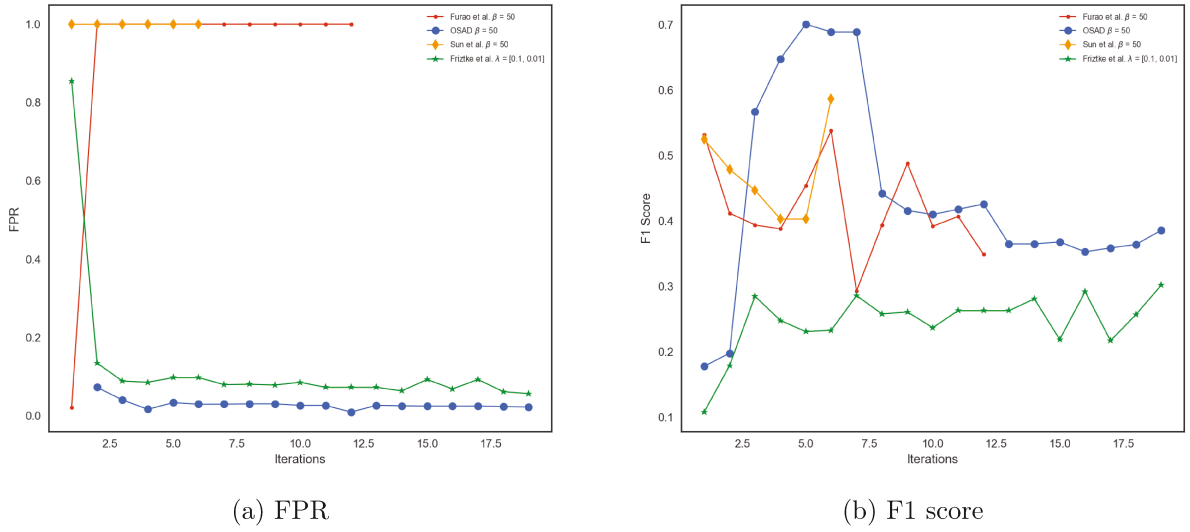 1.0
0.8
0.6
0.4
0.2
0.0
FPR
2.5 5.0 7.5 10.0 12.5 15.0 17.5
Iterations
Furao et al. β = 50
OSAD β = 50
Sun et al. β = 50
Friztke et al. λ = [0.1, 0.01]
(a) FPR
0.7
0.6
0.5
0.4
0.3
0.2
0.1
F1 Score
2.5 5.0 7.5 10.0 12.5 15.0 17.5
Iterations
Furao et al. β = 50
OSAD β = 50
Sun et al. β = 50
Friztke et al. λ = [0.1, 0.01]
(b) F1 score